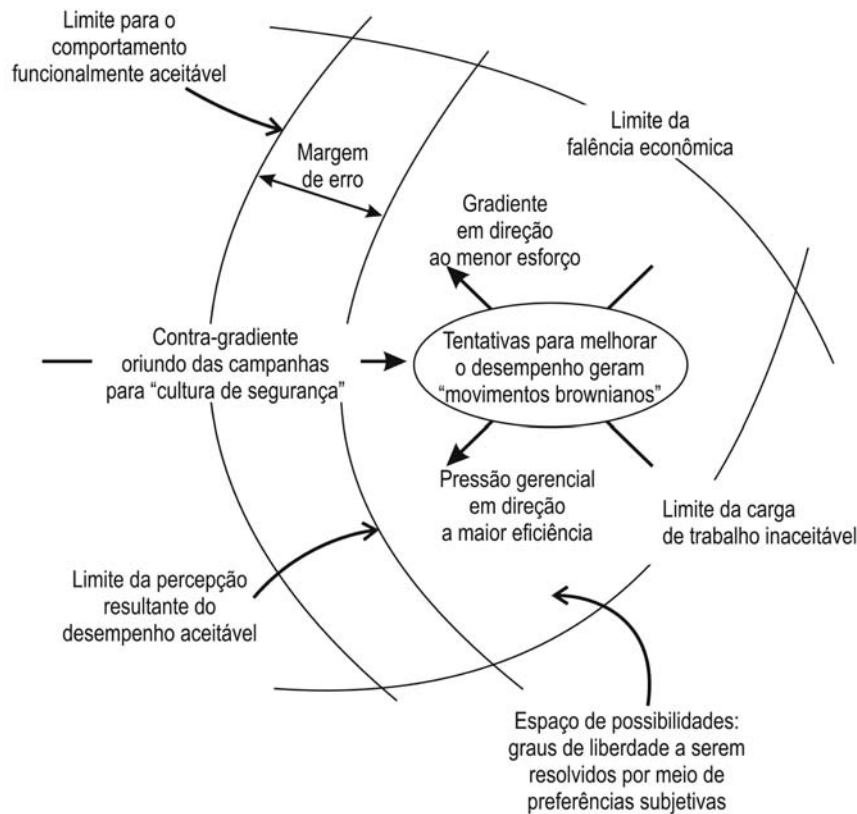 Limite para o
comportamento
funcionalmente aceitável
Margem
de erro
Limite da
falência econômica
Gradiente
em direção
ao menor esforço
Contra-gradiente
oriundo das campanhas
para “cultura de segurança”
Tentativas para melhorar
o desempenho geram
“movimentos brownianos”
Pressão gerencial
em direção
a maior eficiência
Limite da carga
de trabalho inaceitável
Limite da percepção
resultante do
desempenho aceitável
Espaço de possibilidades:
graus de liberdade a serem
resolvidos por meio de
preferências subjetivas